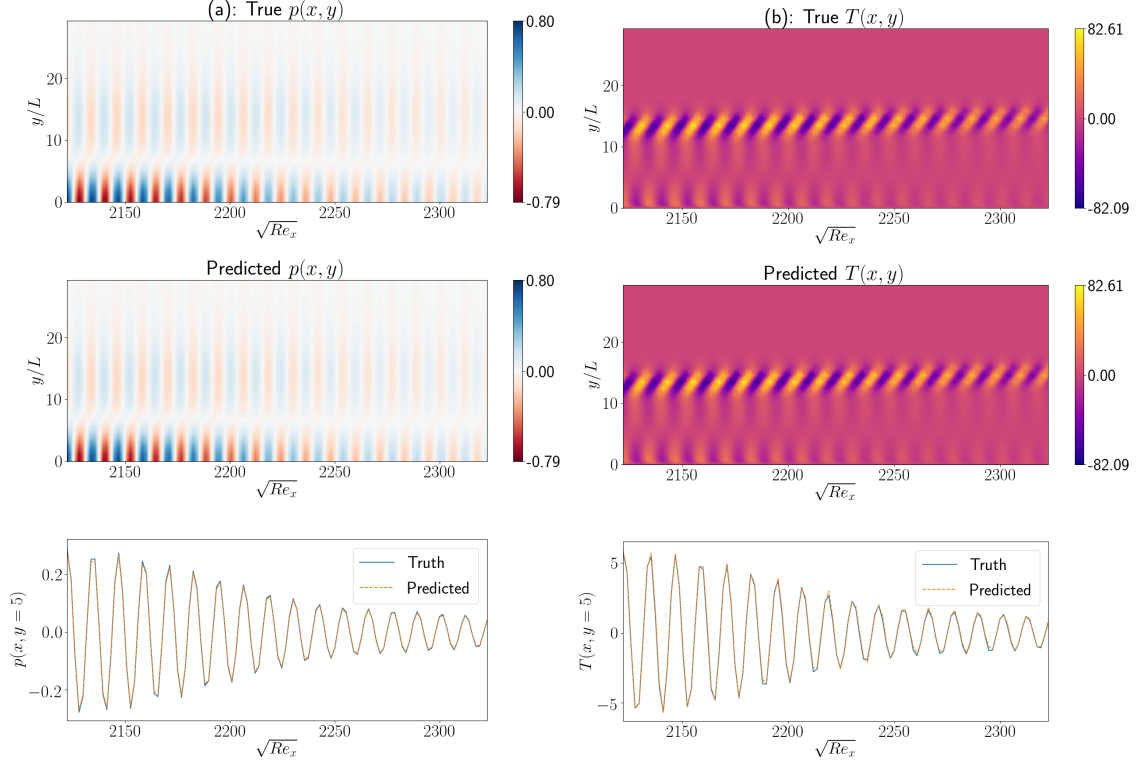 (a): True p(x, y)
0.80
0.00
-0.79
20
10
0
y/L
2150 2200 2250 2300
√Re_x
(b): True T(x, y)
82.61
0.00
-82.09
20
10
0
y/L
2150 2200 2250 2300
√Re_x
Predicted p(x, y)
0.80
0.00
-0.79
20
10
0
y/L
2150 2200 2250 2300
√Re_x
Predicted T(x, y)
82.61
0.00
-82.09
20
10
0
y/L
2150 2200 2250 2300
√Re_x
0.2
0.0
−0.2
p(x, y = 5)
Truth
Predicted
2150 2200 2250 2300
√Re_x
5
0
−5
T(x, y = 5)
Truth
Predicted
2150 2200 2250 2300
√Re_x